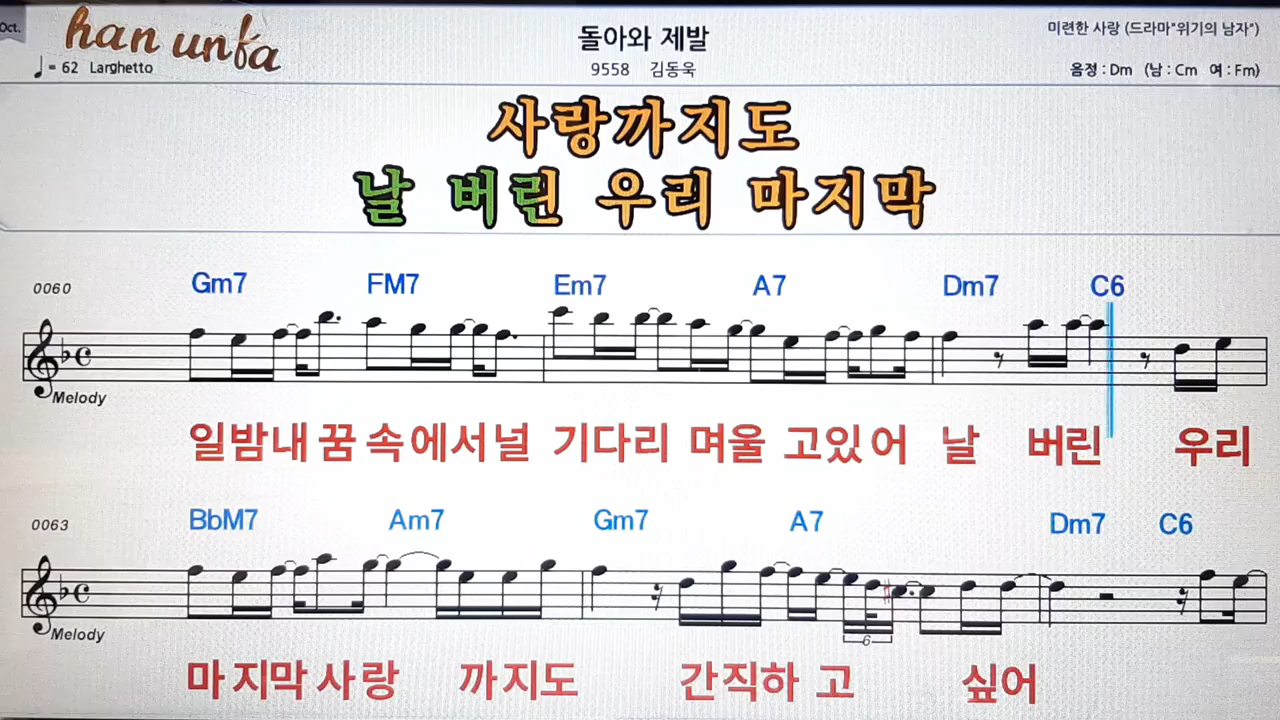 Oct.
han unfa
돌아와 제발
미련한 사랑 (드라마"위기의 남자")
♩= 62 Larghetto
9558 김동욱
음정 : Dm (남 : Cm 여 : Fm)
사랑까지도
날 버린 우리 마지막
0060 Gm7 FM7 Em7 A7 Dm7 C6
Melody
일밤내 꿈 속에서널 기다리 며울 고있어 날 버린 우리
0063 BbM7 Am7 Gm7 A7 Dm7 C6
6
Melody
마지막 사랑 까지도 간직하 고 싶어